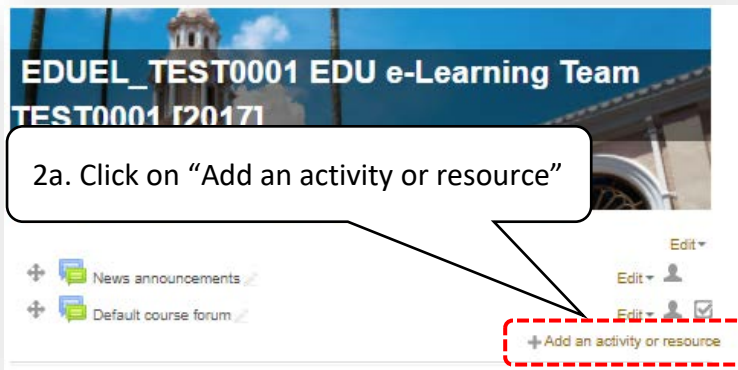 EDUEL_TEST0001 EDU e-Learning Team
TEST0001 [2017]
2a. Click on “Add an activity or resource”
Edit
News announcements
Edit
Default course forum
Edit
Add an activity or resource